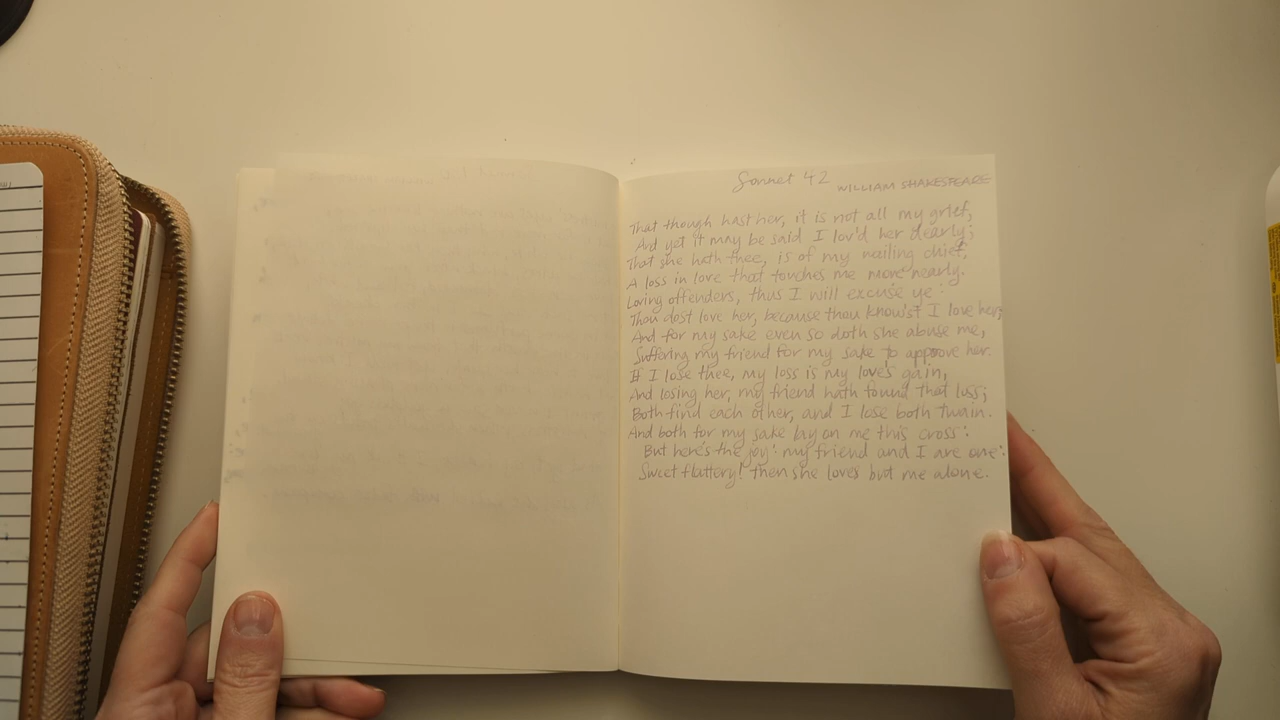 Sonnet 42 WILLIAM SHAKESPEARE
That though hast her, it is not all my grief,
And yet it may be said I lov'd her dearly;
That she hath thee, is of my wailing chief,
A loss in love that touches me more nearly.
Loving offenders, thus I will excuse ye:
Thou dost love her, because thou know'st I love her;
And for my sake even so doth she abuse me,
Suffering my friend for my sake to approve her.
If I lose thee, my loss is my love's gain,
And losing her, my friend hath found that loss;
Both find each other, and I lose both twain.
And both for my sake lay on me this cross:
But here's the joy: my friend and I are one:
Sweet flattery! then she loves but me alone.